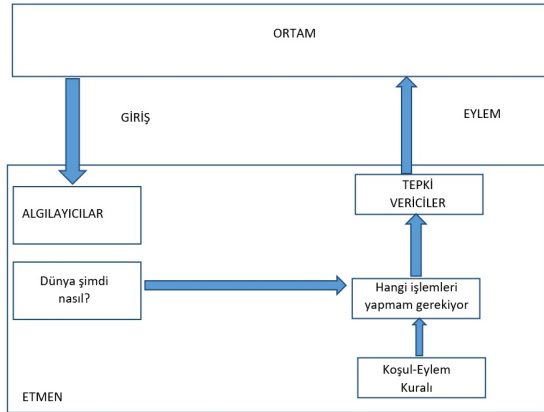 ORTAM
GİRİŞ
EYLEM
ALGILAYICILAR
TEPKİ
VERİCİLER
Dünya şimdi
nasıl?
Hangi işlemleri
yapmam gerekiyor
Koşul-Eylem
Kuralı
ETMEN